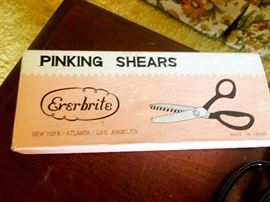 PINKING SHEARS
Everbrite
NEW YORK - ATLANTA - LOS ANGELES
MADE IN JAPAN